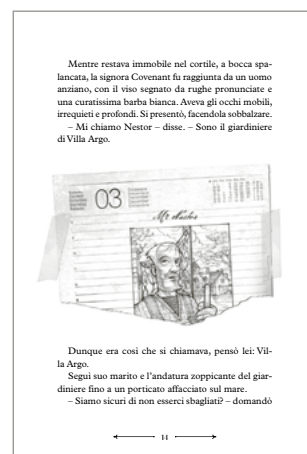 Mentre restava immobile nel cortile, a bocca spa-
lancata, la signora Covenant fu raggiunta da un uomo
anziano, con il viso segnato da rughe pronunciate e
una curatissima barba bianca. Aveva gli occhi mobili,
irrequieti e profondi. Si presentò, facendola sobbalzare.
– Mi chiamo Nestor – disse. – Sono il giardiniere
di Villa Argo.
03
Dunque era così che si chiamava, pensò lei: Vil-
la Argo.
Seguì suo marito e l'andatura zoppicante del giar-
diniere fino a un porticato affacciato sul mare.
– Siamo sicuri di non esserci sbagliati? – domandò
14